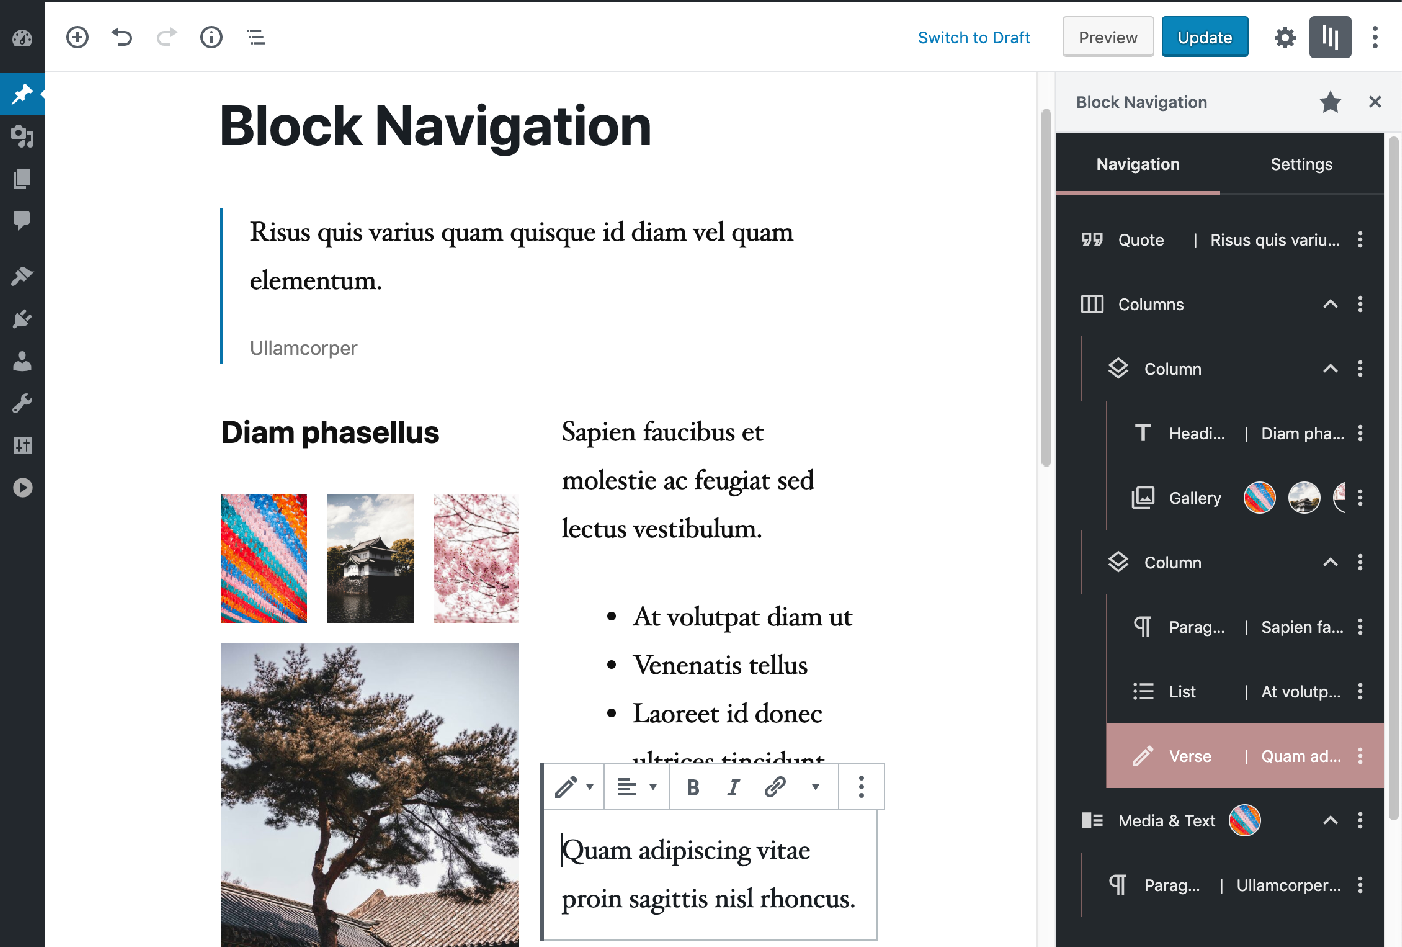 Switch to Draft
Preview
Update
Block Navigation
Risus quis varius quam quisque id diam vel quam
elementum.
Ullamcorper
Diam phasellus
Sapien faucibus et
molestie ac feugiat sed
lectus vestibulum.
• At volutpat diam ut
• Venenatis tellus
• Laoreet id donec
ultrices tincidunt
B I
Quam adipiscing vitae
proin sagittis nisl rhoncus.
Block Navigation
Navigation
Settings
Quote | Risus quis variu...
Columns
Column
Headi... | Diam pha...
Gallery
Column
Parag... | Sapien fa...
List | At volutp...
Verse | Quam ad...
Media & Text
Parag... | Ullamcorper...